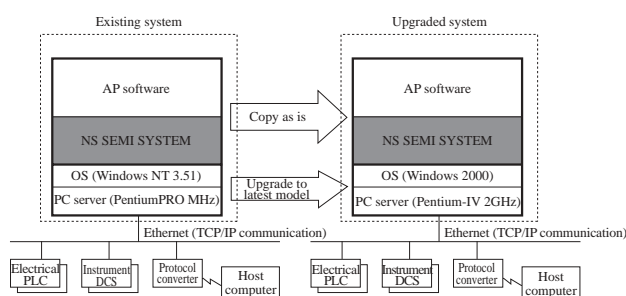 Existing system
Upgraded system
AP software
NS SEMI SYSTEM
OS (Windows NT 3.51)
PC server (PentiumPRO MHz)
Copy as is
Upgrade to
latest model
AP software
NS SEMI SYSTEM
OS (Windows 2000)
PC server (Pentium-IV 2GHz)
Ethernet (TCP/IP communication)
Ethernet (TCP/IP communication)
Electrical
PLC
Instrument
DCS
Protocol
converter
Host
computer
Electrical
PLC
Instrument
DCS
Protocol
converter
Host
computer